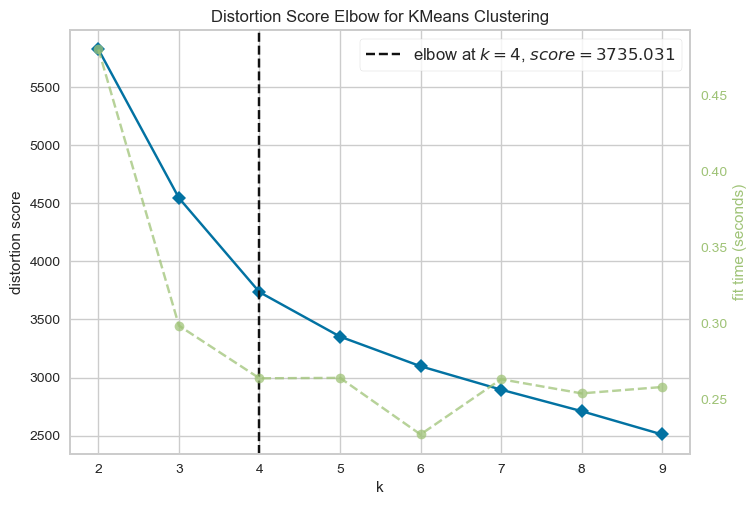 Distortion Score Elbow for KMeans Clustering
elbow at k = 4, score = 3735.031
distortion score
5500
5000
4500
4000
3500
3000
2500
0.45
0.40
0.35
0.30
0.25
fit time (seconds)
2 3 4 5 6 7 8 9
k